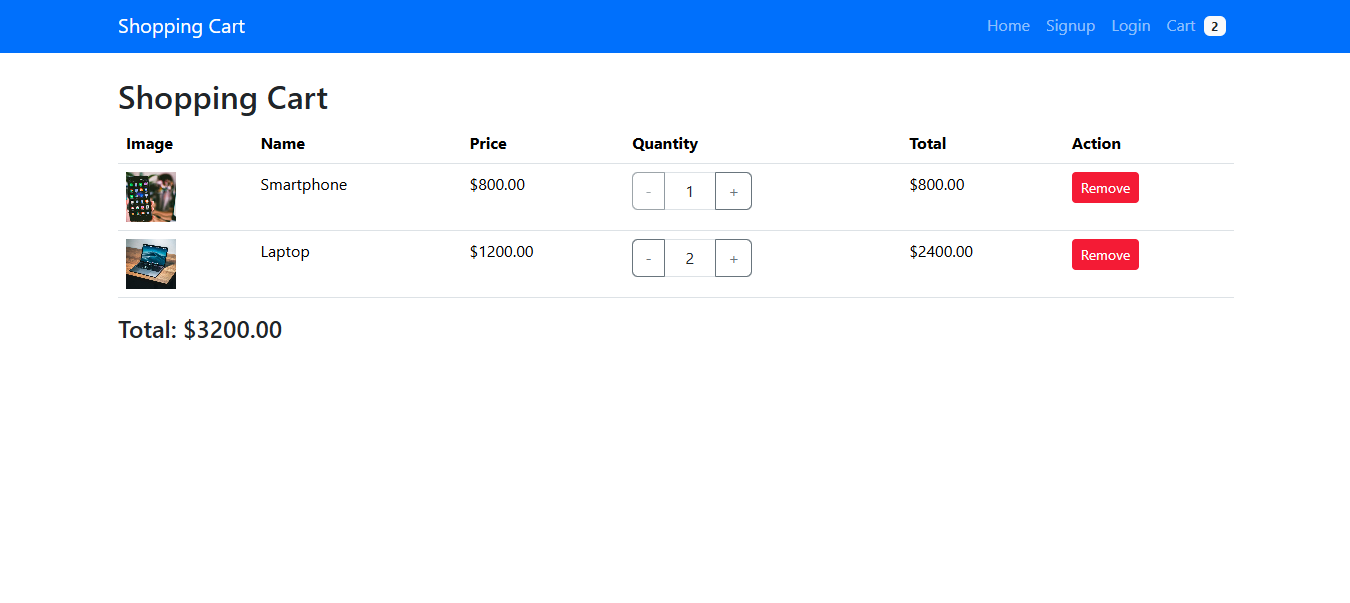 Shopping Cart Home Signup Login Cart 2
Shopping Cart
Image Name Price Quantity Total Action
Smartphone $800.00 - 1 + $800.00 Remove
Laptop $1200.00 - 2 + $2400.00 Remove
Total: $3200.00